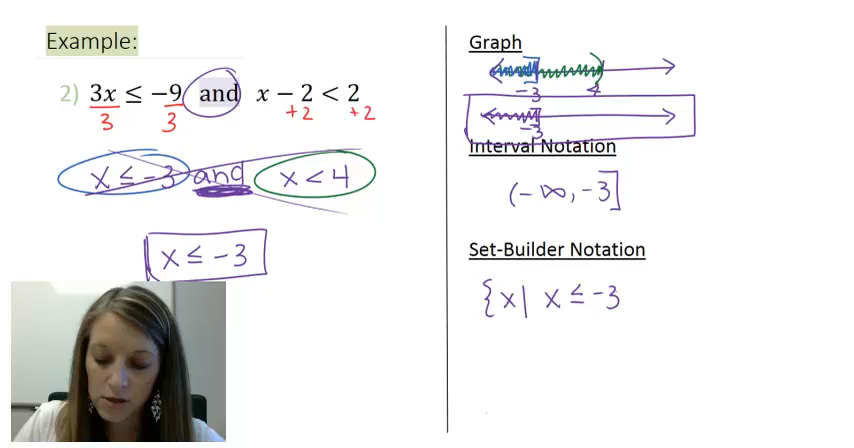 Example:
2) 3x ≤ −9 and x − 2 < 2
3 3 +2 +2
x ≤ -3 and x < 4
x ≤ -3
Graph
-3 4
-3
Interval Notation
(-∞, -3]
Set-Builder Notation
{x| x ≤ -3